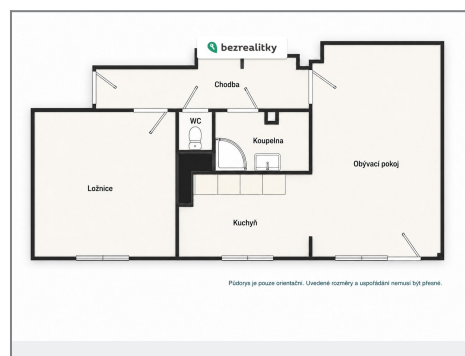 bezrealitky
Chodba
WC
Koupelna
Obývací pokoj
Ložnice
Kuchyň
Půdorys je pouze orientační. Uvedené rozměry a uspořádání nemusí být přesné.